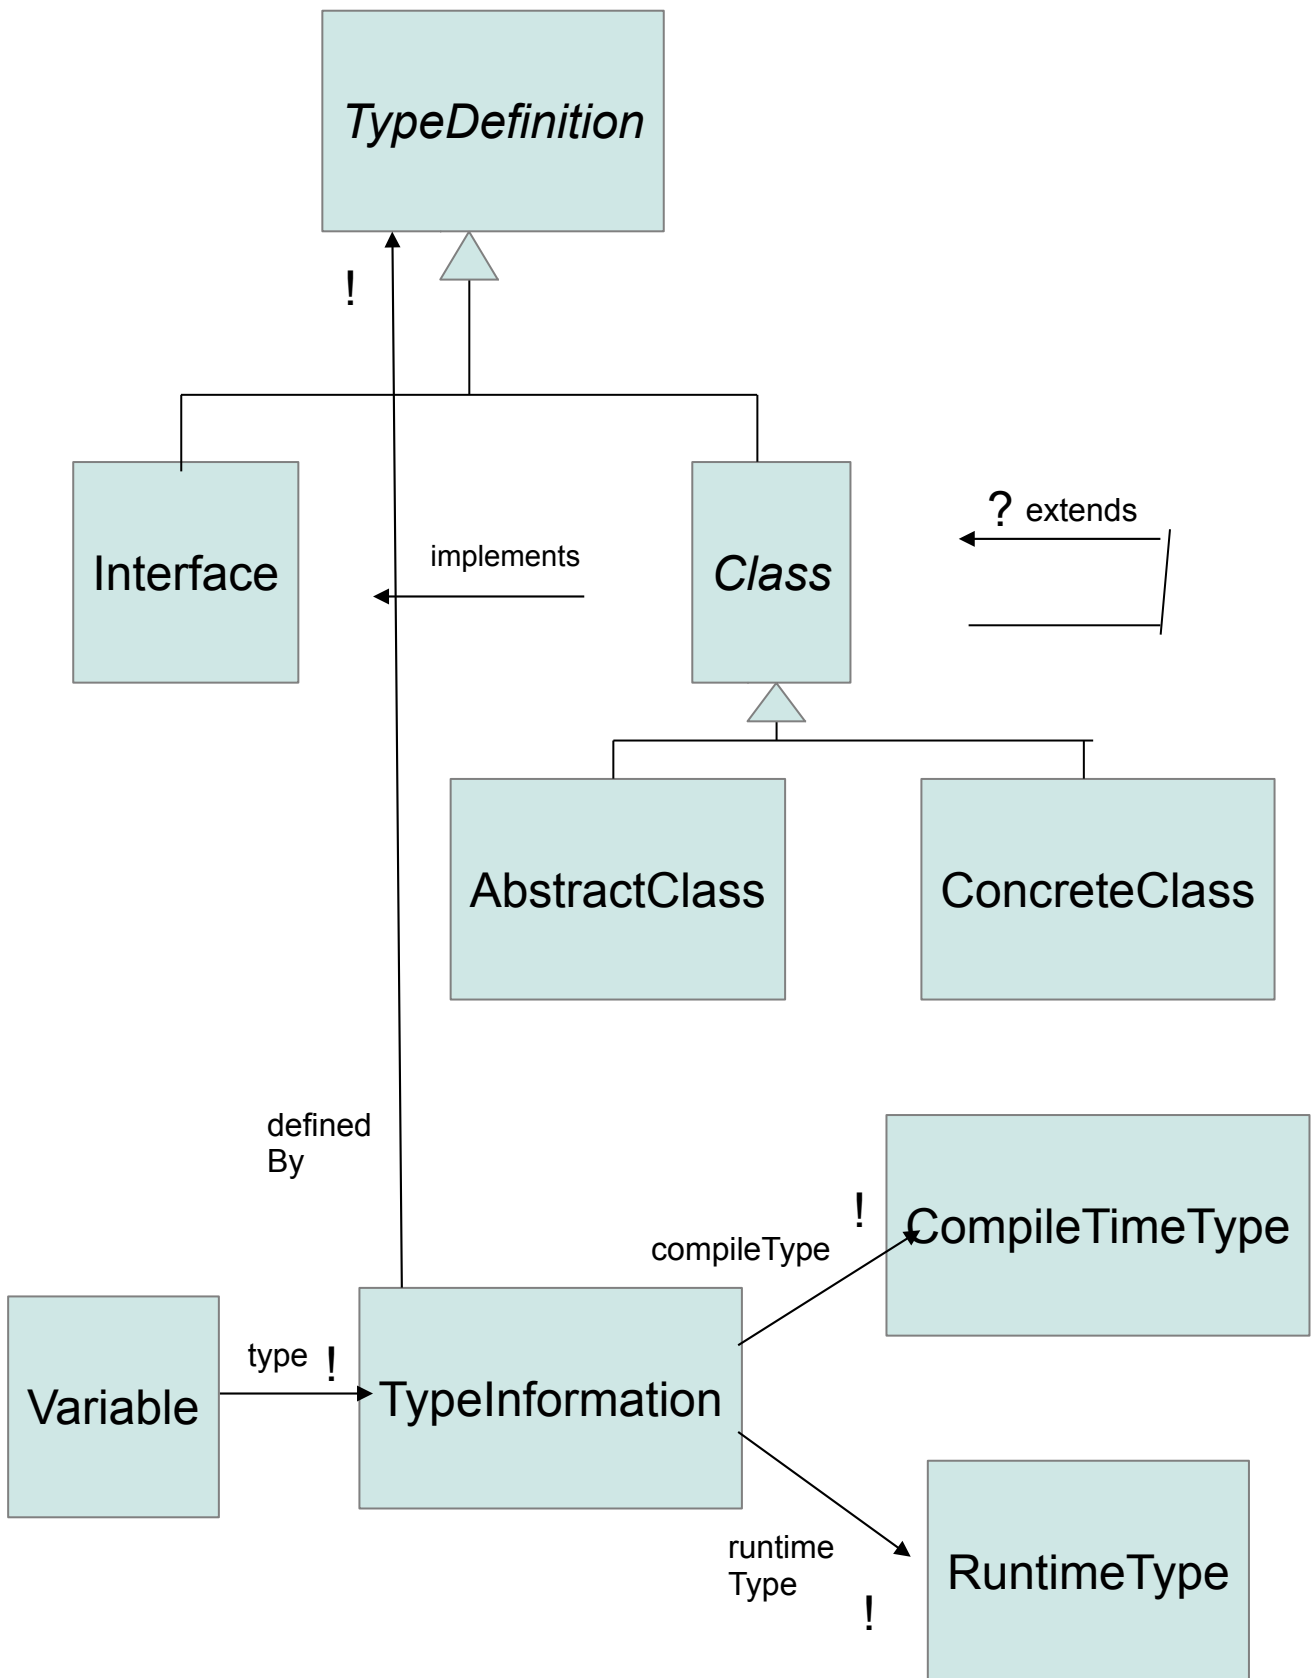 TypeDefinition
!
? extends
implements
Interface
Class
AbstractClass
ConcreteClass
defined
By
!
CompileTimeType
compileType
type !
Variable
TypeInformation
runtime
Type
RuntimeType
!